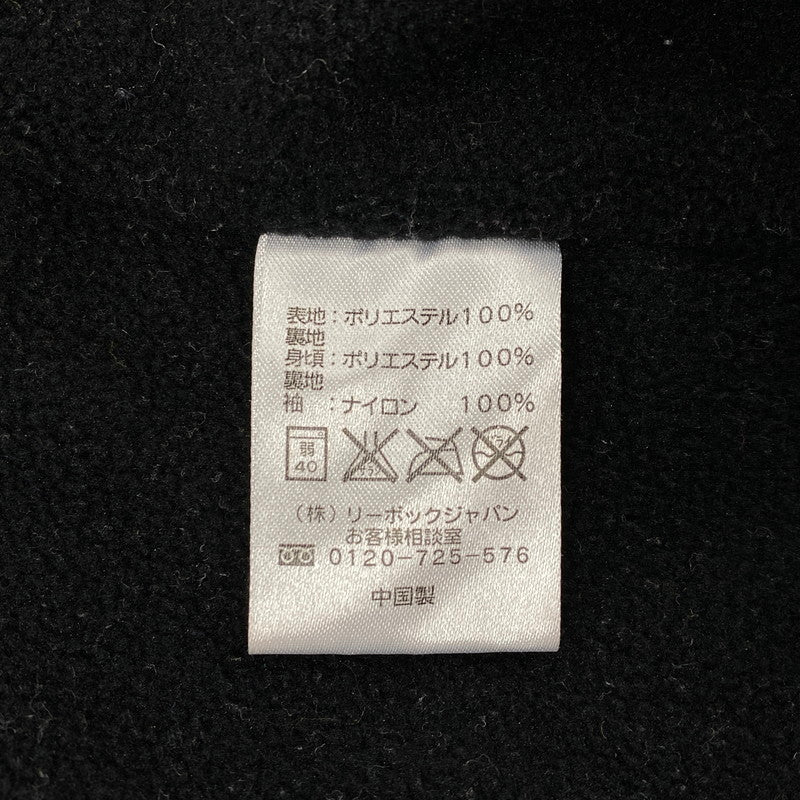 表地：ポリエステル100%
裏地
身頃：ポリエステル100%
裏地
袖　：ナイロン　100%
弱
40
（株）リーボックジャパン
お客様相談室
0120-725-576
中国製